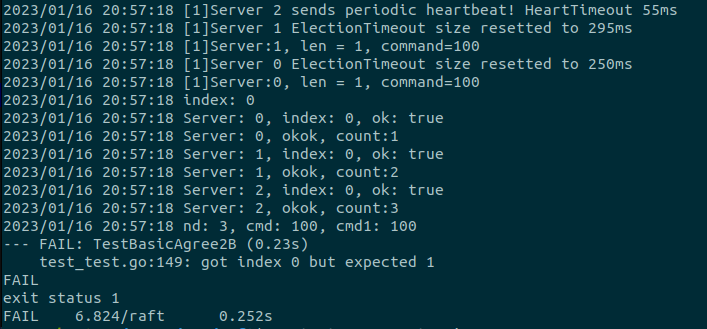 2023/01/16 20:57:18 [1]Server 2 sends periodic heartbeat! HeartTimeout 55ms
2023/01/16 20:57:18 [1]Server 1 ElectionTimeout size resetted to 295ms
2023/01/16 20:57:18 [1]Server:1, len = 1, command=100
2023/01/16 20:57:18 [1]Server 0 ElectionTimeout size resetted to 250ms
2023/01/16 20:57:18 [1]Server:0, len = 1, command=100
2023/01/16 20:57:18 index: 0
2023/01/16 20:57:18 Server: 0, index: 0, ok: true
2023/01/16 20:57:18 Server: 0, okok, count:1
2023/01/16 20:57:18 Server: 1, index: 0, ok: true
2023/01/16 20:57:18 Server: 1, okok, count:2
2023/01/16 20:57:18 Server: 2, index: 0, ok: true
2023/01/16 20:57:18 Server: 2, okok, count:3
2023/01/16 20:57:18 nd: 3, cmd: 100, cmd1: 100
--- FAIL: TestBasicAgree2B (0.23s)
    test_test.go:149: got index 0 but expected 1
FAIL
exit status 1
FAIL    6.824/raft      0.252s